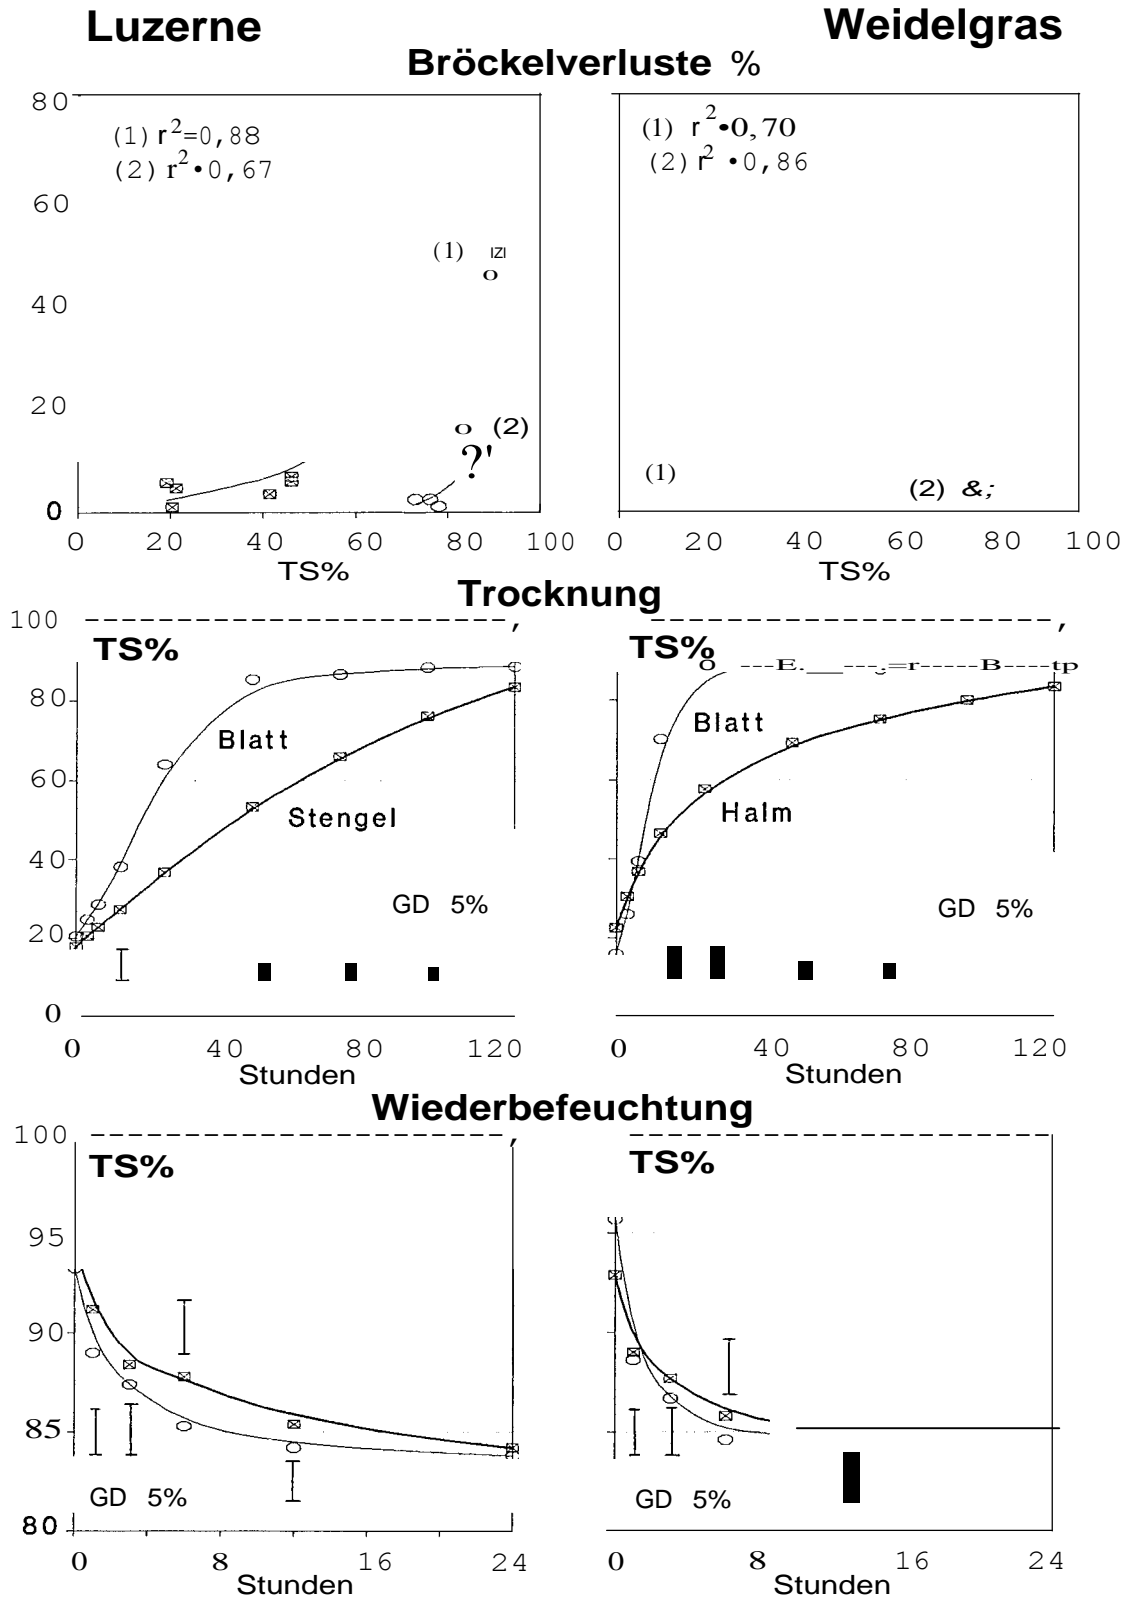 Luzerne Weidelgras
Bröckelverluste %
80
(1) r²=0,88
(2) r²•0,67
(1) r²•0,70
(2) r² •0,86
60
(1)
o
40
20
o (2)
?'
(1)
(2) &;
0
0 20 40 60 80 100
0 20 40 60 80 100
TS% TS%
Trocknung
100
TS% TS%
80
Blatt Blatt
60
Stengel Halm
40
GD 5% GD 5%
20
0
0 40 80 120
0 40 80 120
Stunden Stunden
Wiederbefeuchtung
100
TS% TS%
95
90
85
GD 5% GD 5%
80
0 8 16 24
0 8 16 24
Stunden Stunden